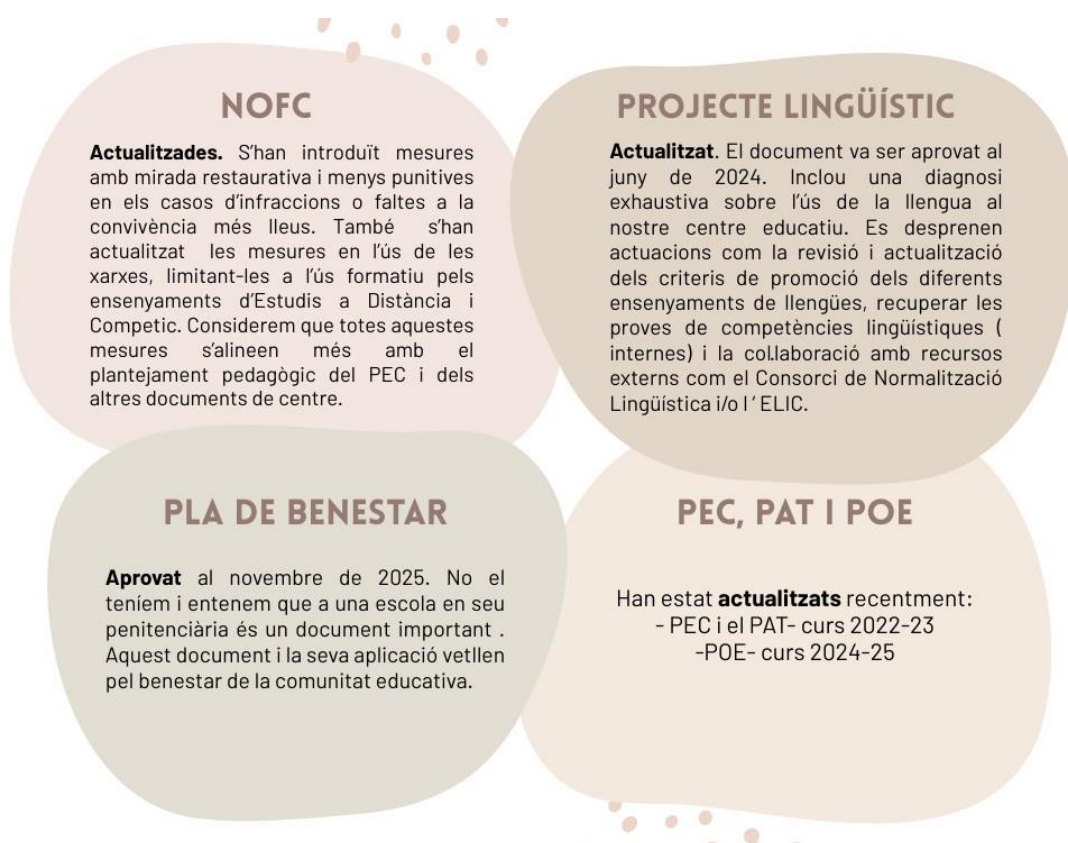 NOFC
Actualitzades. S'han introduït mesures
amb mirada restaurativa i menys punitives
en els casos d'infraccions o faltes a la
convivència més lleus. També s'han
actualitzat les mesures en l'ús de les
xarxes, limitant-les a l'ús formatiu pels
ensenyaments d'Estudis a Distància i
Competic. Considerem que totes aquestes
mesures s'alineen més amb el
plantejament pedagògic del PEC i dels
altres documents de centre.
PROJECTE LINGÜÍSTIC
Actualitzat. El document va ser aprovat al
juny de 2024. Inclou una diagnosi
exhaustiva sobre l'ús de la llengua al
nostre centre educatiu. Es desprenen
actuacions com la revisió i actualització
dels criteris de promoció dels diferents
ensenyaments de llengües, recuperar les
proves de competències lingüístiques (
internes) i la col·laboració amb recursos
externs com el Consorci de Normalització
Lingüística i/o l ' ELIC.
PLA DE BENESTAR
Aprovat al novembre de 2025. No el
teníem i entenem que a una escola en seu
penitenciària és un document important .
Aquest document i la seva aplicació vetllen
pel benestar de la comunitat educativa.
PEC, PAT I POE
Han estat actualitzats recentment:
- PEC i el PAT- curs 2022-23
-POE- curs 2024-25